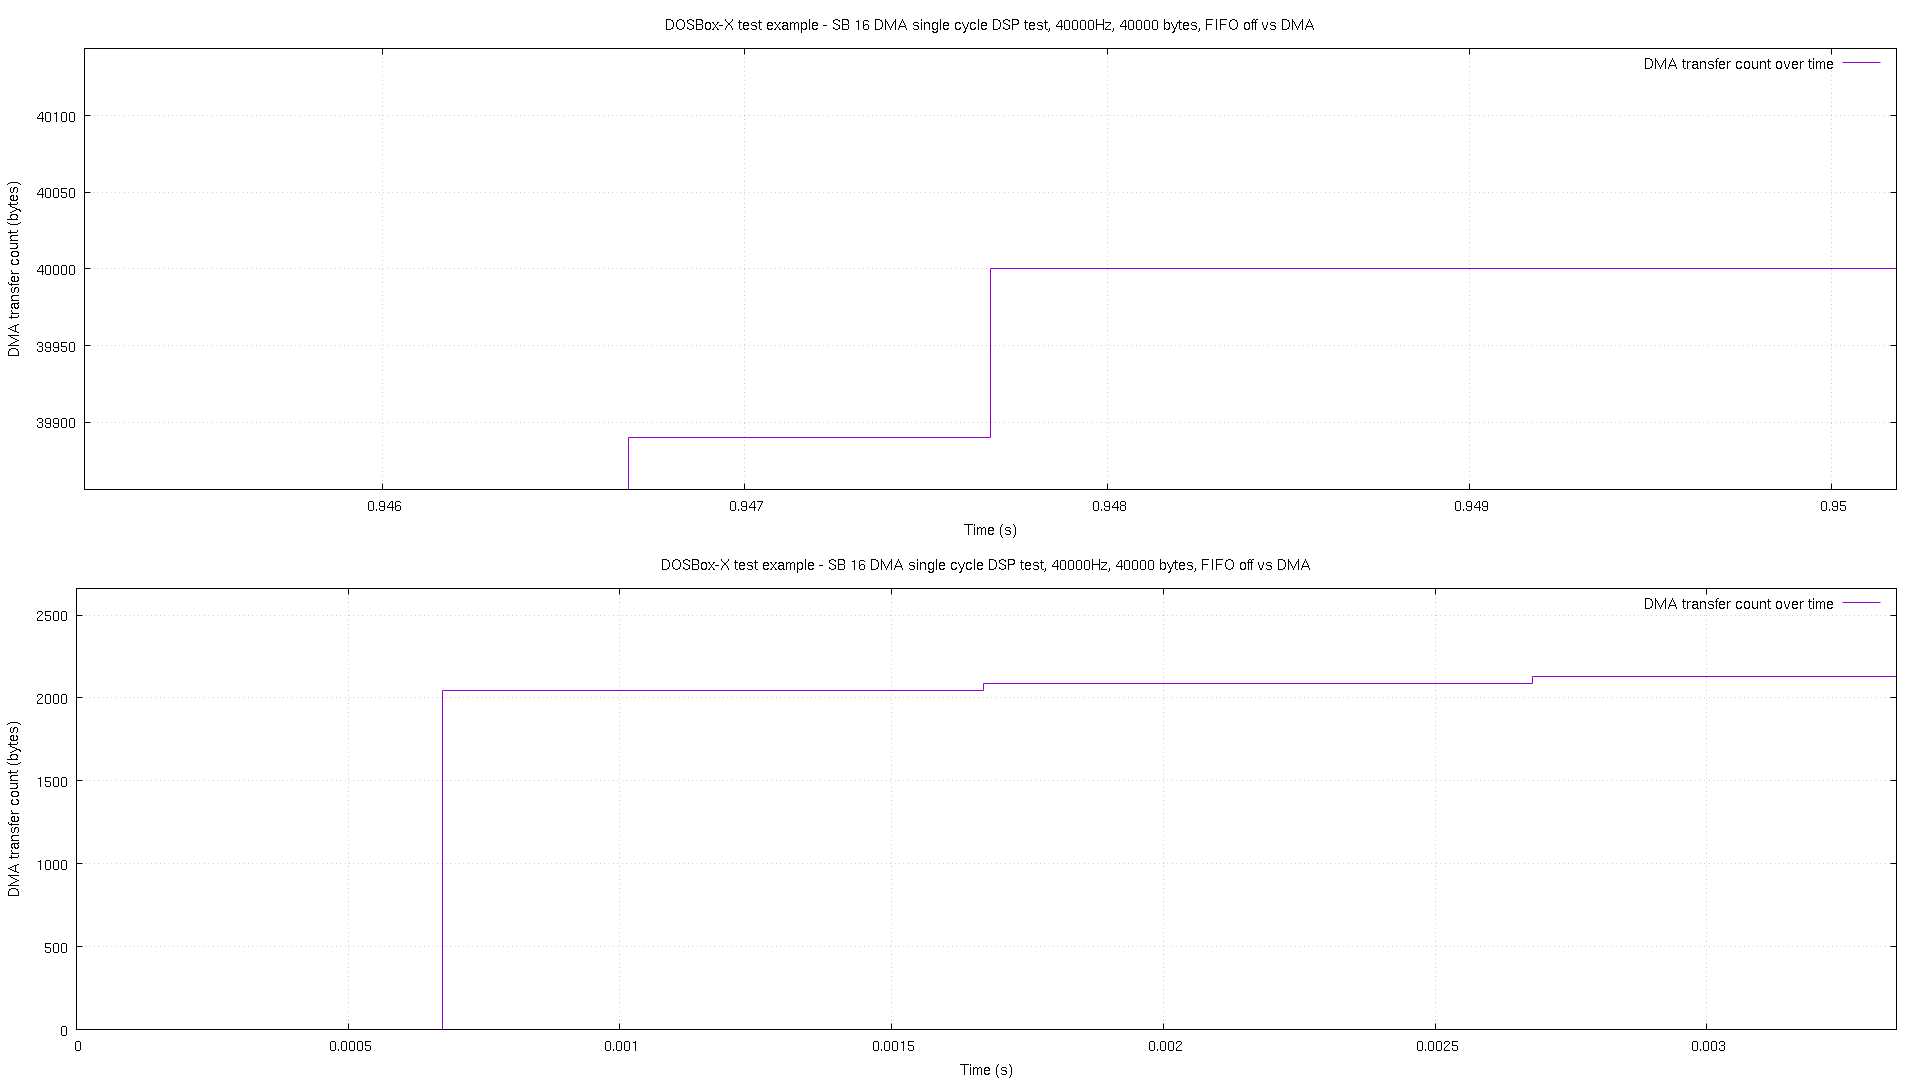 DOSBox-X test example - SB 16 DMA single cycle DSP test, 40000Hz, 40000 bytes, FIFO off vs DMA
DMA transfer count over time
40100
40050
40000
39950
39900
DMA transfer count (bytes)
0.946 0.947 0.948 0.949 0.95
Time (s)
DOSBox-X test example - SB 16 DMA single cycle DSP test, 40000Hz, 40000 bytes, FIFO off vs DMA
DMA transfer count over time
2500
2000
1500
1000
500
0
DMA transfer count (bytes)
0 0.0005 0.001 0.0015 0.002 0.0025 0.003
Time (s)